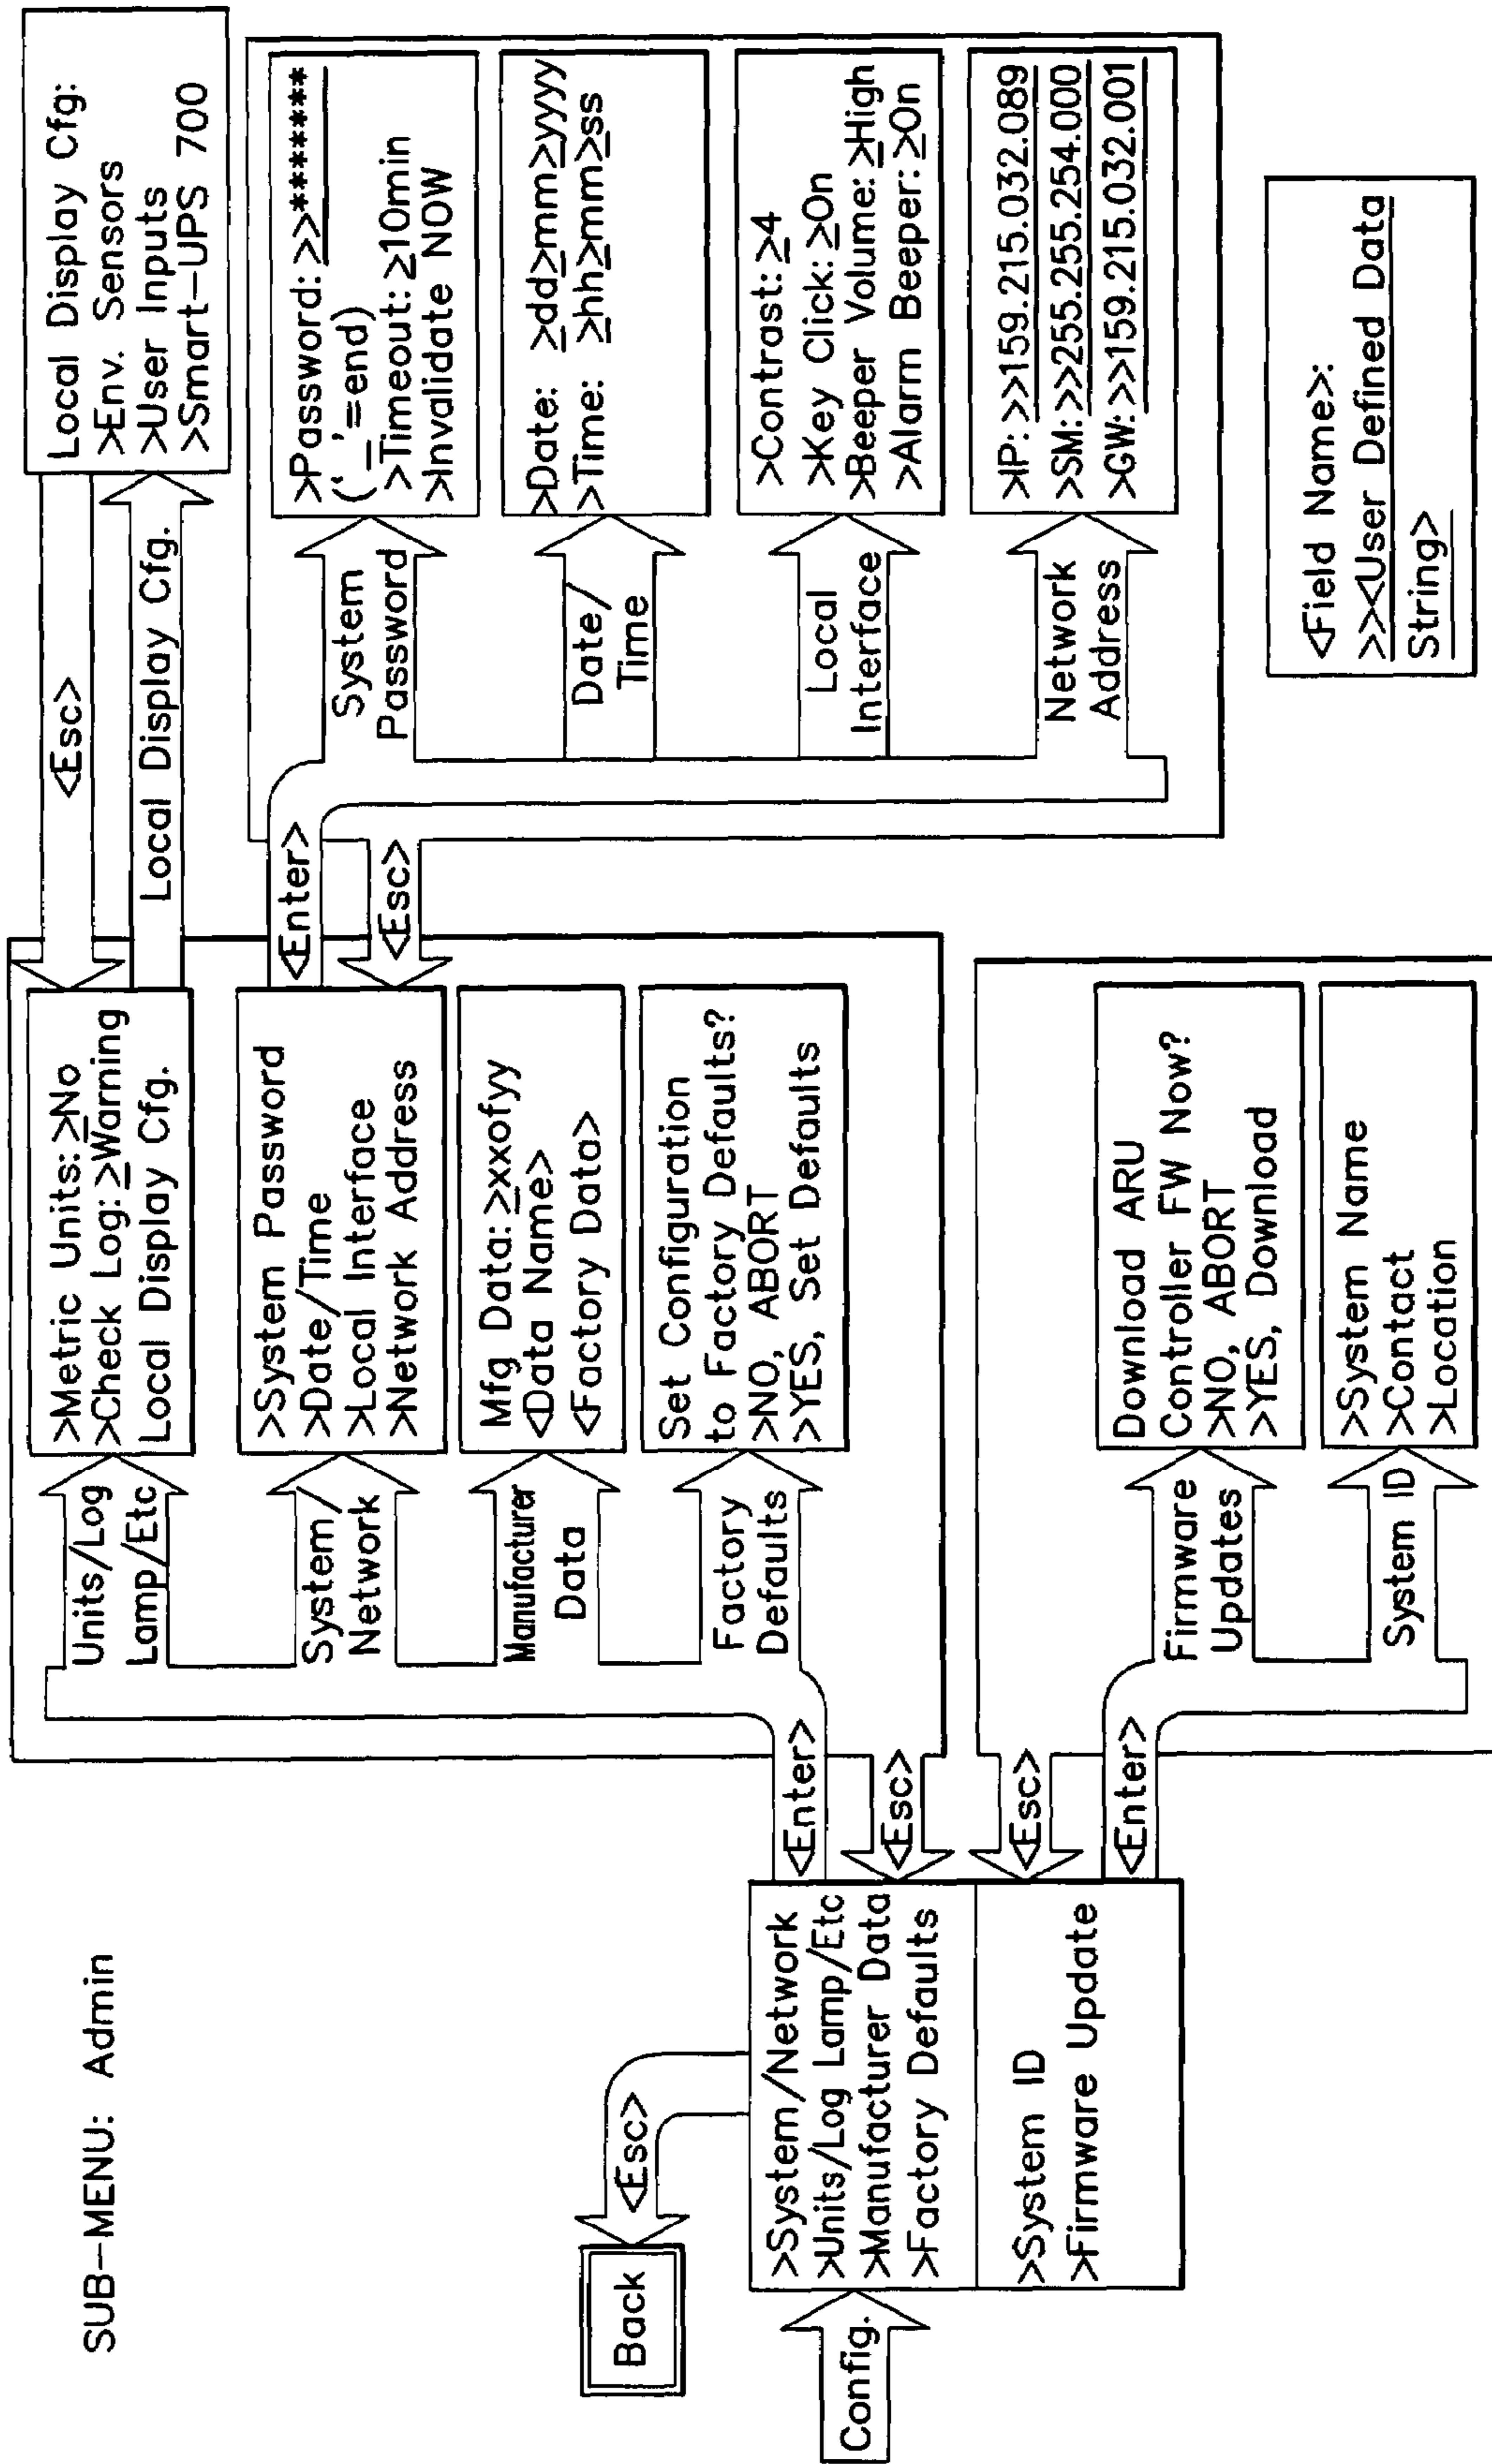 SUB-MENU: Admin
Config.
Back
<Esc>
>System/Network
>Units/Log Lamp/Etc
>Manufacturer Data
>Factory Defaults
>System ID
>Firmware Update
<Enter>
<Esc>
<Esc>
<Enter>
Units/Log
Lamp/Etc
>Metric Units: >No
>Check Log: >Warning
Local Display Cfg.
System/
Network
>System Password
>Date/Time
>Local Interface
>Network Address
Manufacturer
Data
Mfg Data: >xxofyy
<Data Name>
<Factory Data>
Factory
Defaults
Set Configuration
to Factory Defaults?
>NO, ABORT
>YES, Set Defaults
Firmware
Updates
Download ARU
Controller FW Now?
>NO, ABORT
>YES, Download
System ID
>System Name
>Contact
>Location
<Esc>
Local Display Cfg.
Local Display Cfg:
>Env. Sensors
>User Inputs
>Smart-UPS 700
<Enter>
<Esc>
System
Password
>Password: >>*******
('_'=end)
>Timeout: >10min
>Invalidate NOW
Date/
Time
>Date: >dd>mm>yyyy
>Time: >hh>mm>ss
Local
Interface
>Contrast: >4
>Key Click: >On
>Beeper Volume: >High
>Alarm Beeper: >On
Network
Address
>IP: >>159.215.032.089
>SM: >>255.255.254.000
>GW: >>159.215.032.001
<Field Name>:
>><User Defined Data
String>